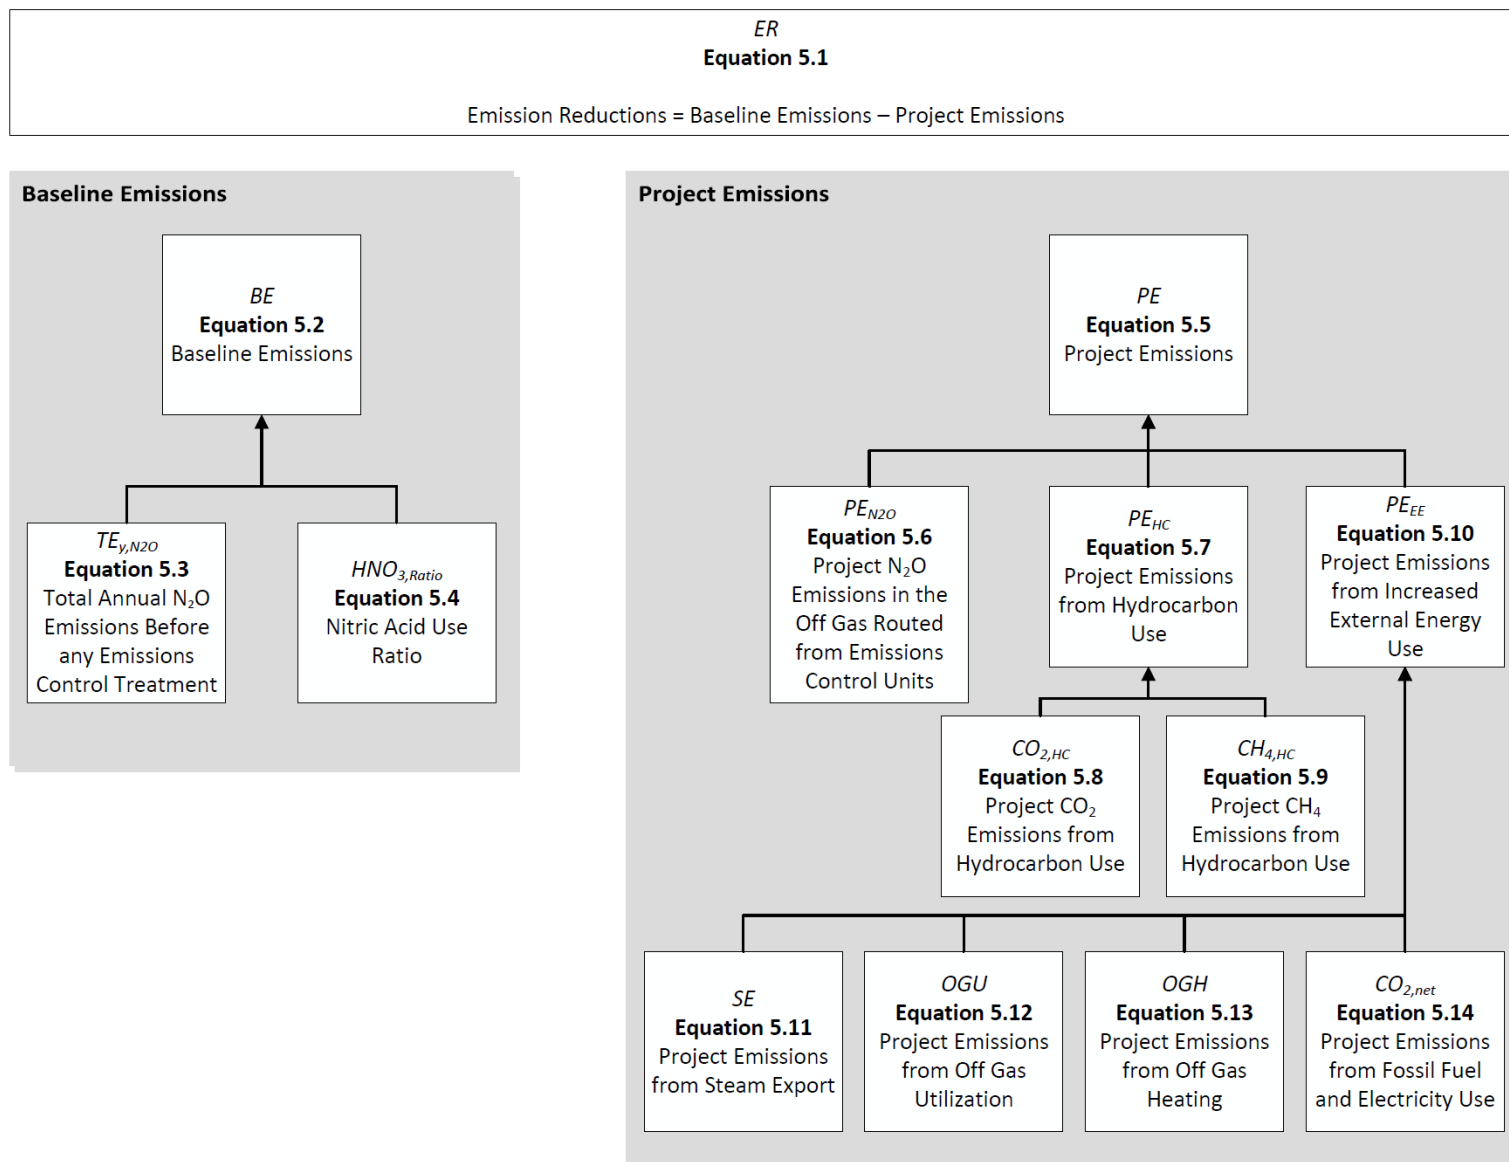 ER
Equation 5.1
Emission Reductions = Baseline Emissions – Project Emissions
Baseline Emissions
BE
Equation 5.2
Baseline Emissions
TEy,N2O
Equation 5.3
Total Annual N2O
Emissions Before
any Emissions
Control Treatment
HNO3,Ratio
Equation 5.4
Nitric Acid Use
Ratio
Project Emissions
PE
Equation 5.5
Project Emissions
PEN2O
Equation 5.6
Project N2O
Emissions in the
Off Gas Routed
from Emissions
Control Units
PEHC
Equation 5.7
Project Emissions
from Hydrocarbon
Use
PEEE
Equation 5.10
Project Emissions
from Increased
External Energy
Use
CO2,HC
Equation 5.8
Project CO2
Emissions from
Hydrocarbon Use
CH4,HC
Equation 5.9
Project CH4
Emissions from
Hydrocarbon Use
SE
Equation 5.11
Project Emissions
from Steam Export
OGU
Equation 5.12
Project Emissions
from Off Gas
Utilization
OGH
Equation 5.13
Project Emissions
from Off Gas
Heating
CO2,net
Equation 5.14
Project Emissions
from Fossil Fuel
and Electricity Use